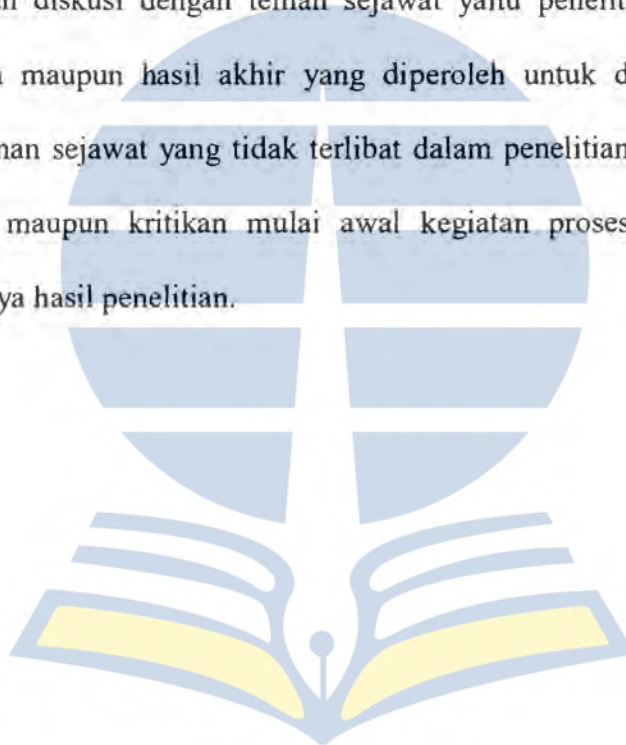 diskusi dengan teman sejawat yaitu
maupun hasil akhir yang diperoleh untuk
sejawat yang tidak terlibat dalam penelitian
maupun kritikan mulai awal kegiatan proses
hasil penelitian.